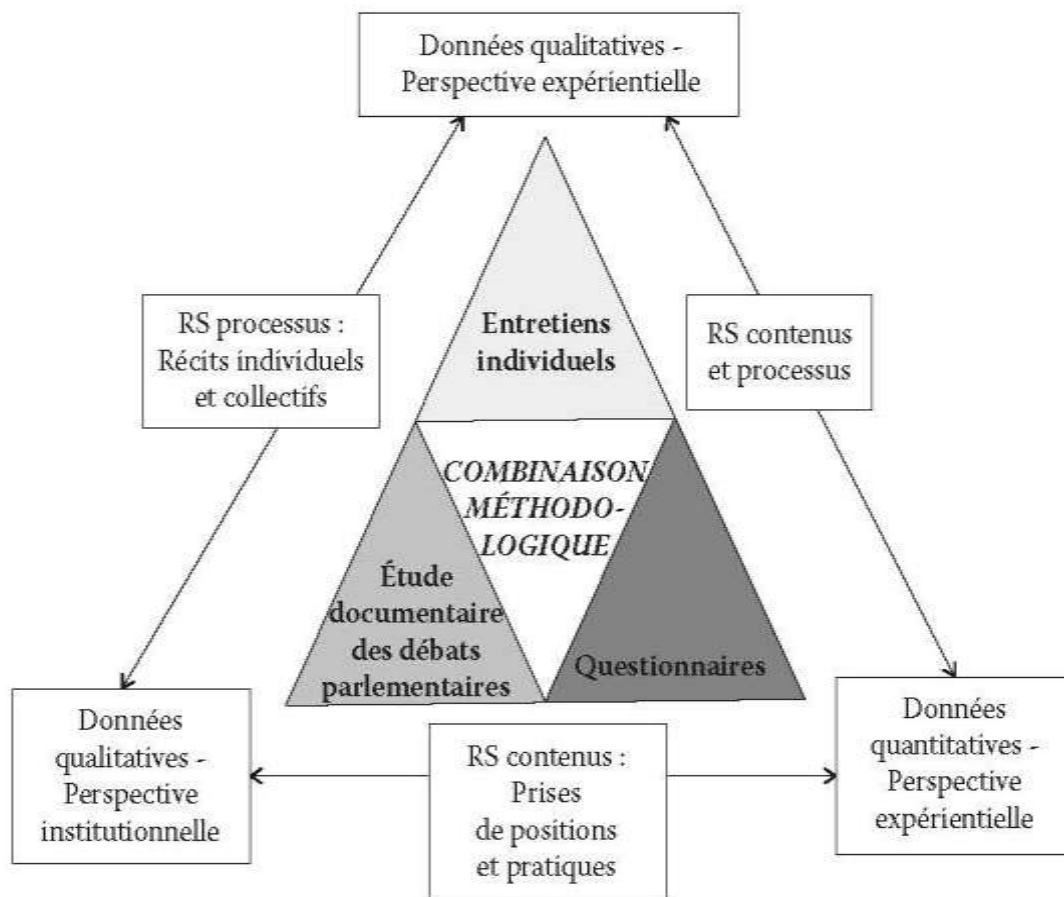 Données qualitatives -
Perspective expérientielle
RS processus :
Récits individuels
et collectifs
Entretiens
individuels
RS contenus
et processus
COMBINAISON
MÉTHODO-
LOGIQUE
Étude
documentaire
des débats
parlementaires
Questionnaires
Données
qualitatives -
Perspective
institutionnelle
RS contenus :
Prises
de positions
et pratiques
Données
quantitatives -
Perspective
expérientielle